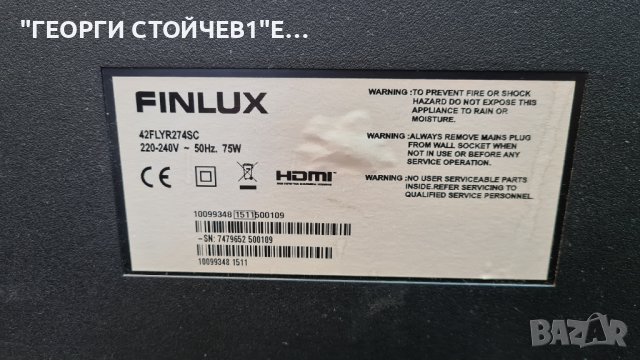 "ГЕОРГИ СТОЙЧЕВ1"Е...
FINLUX
42FLYR274SC
220-240V ~ 50Hz. 75W
HDMI
WARNING :TO PREVENT FIRE OR SHOCK
HAZARD DO NOT EXPOSE THIS
APPLIANCE TO RAIN OR MOISTURE.
WARNING :ALWAYS REMOVE MAINS PLUG
FROM WALL SOCKET WHEN
NOT IN USE OR BEFORE ANY
SERVICE OPERATION.
WARNING :NO USER SERVICEABLE PARTS
INSIDE.REFER SERVICING TO
QUALIFIED SERVICE PERSONNEL.
10099348 1511 500109
-SN: 7479652 500109
10099348 1511
BAZAR